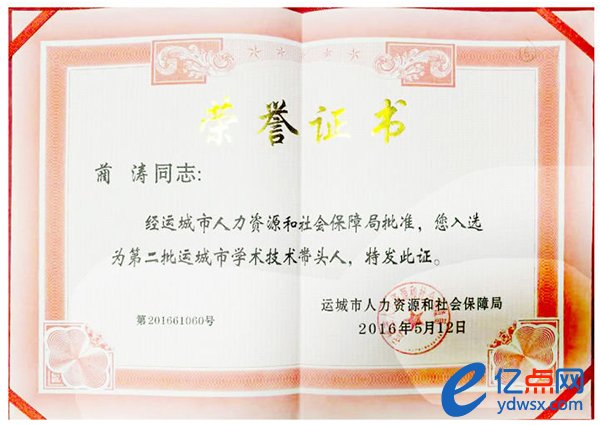 荣誉证书
蔺 涛同志:
经运城市人力资源和社会保障局批准，您入选
为第二批运城市学术技术带头人，特发此证。
运城市人力资源和社会保障局
第201661060号
2016年5月12日
e亿点网
ydwsx.com